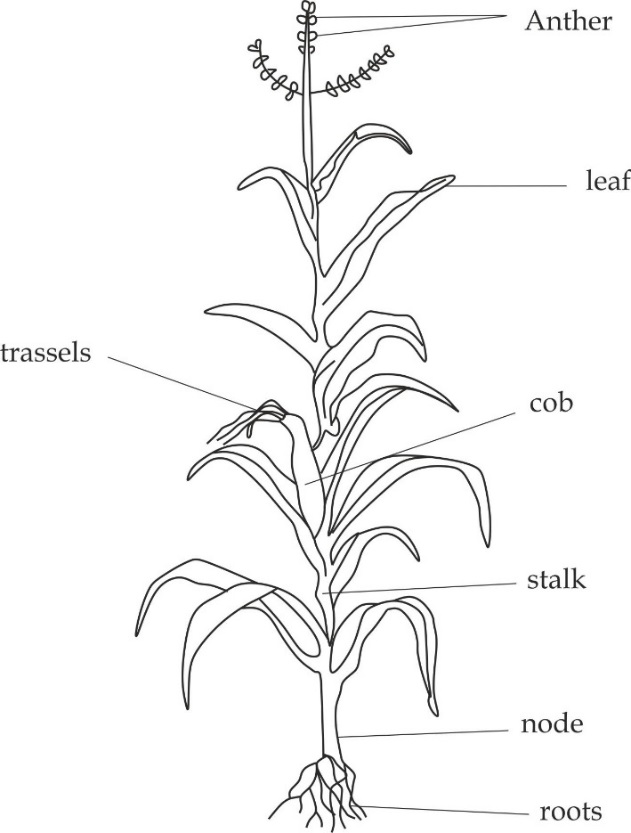 Anther
leaf
trassels
cob
stalk
node
roots